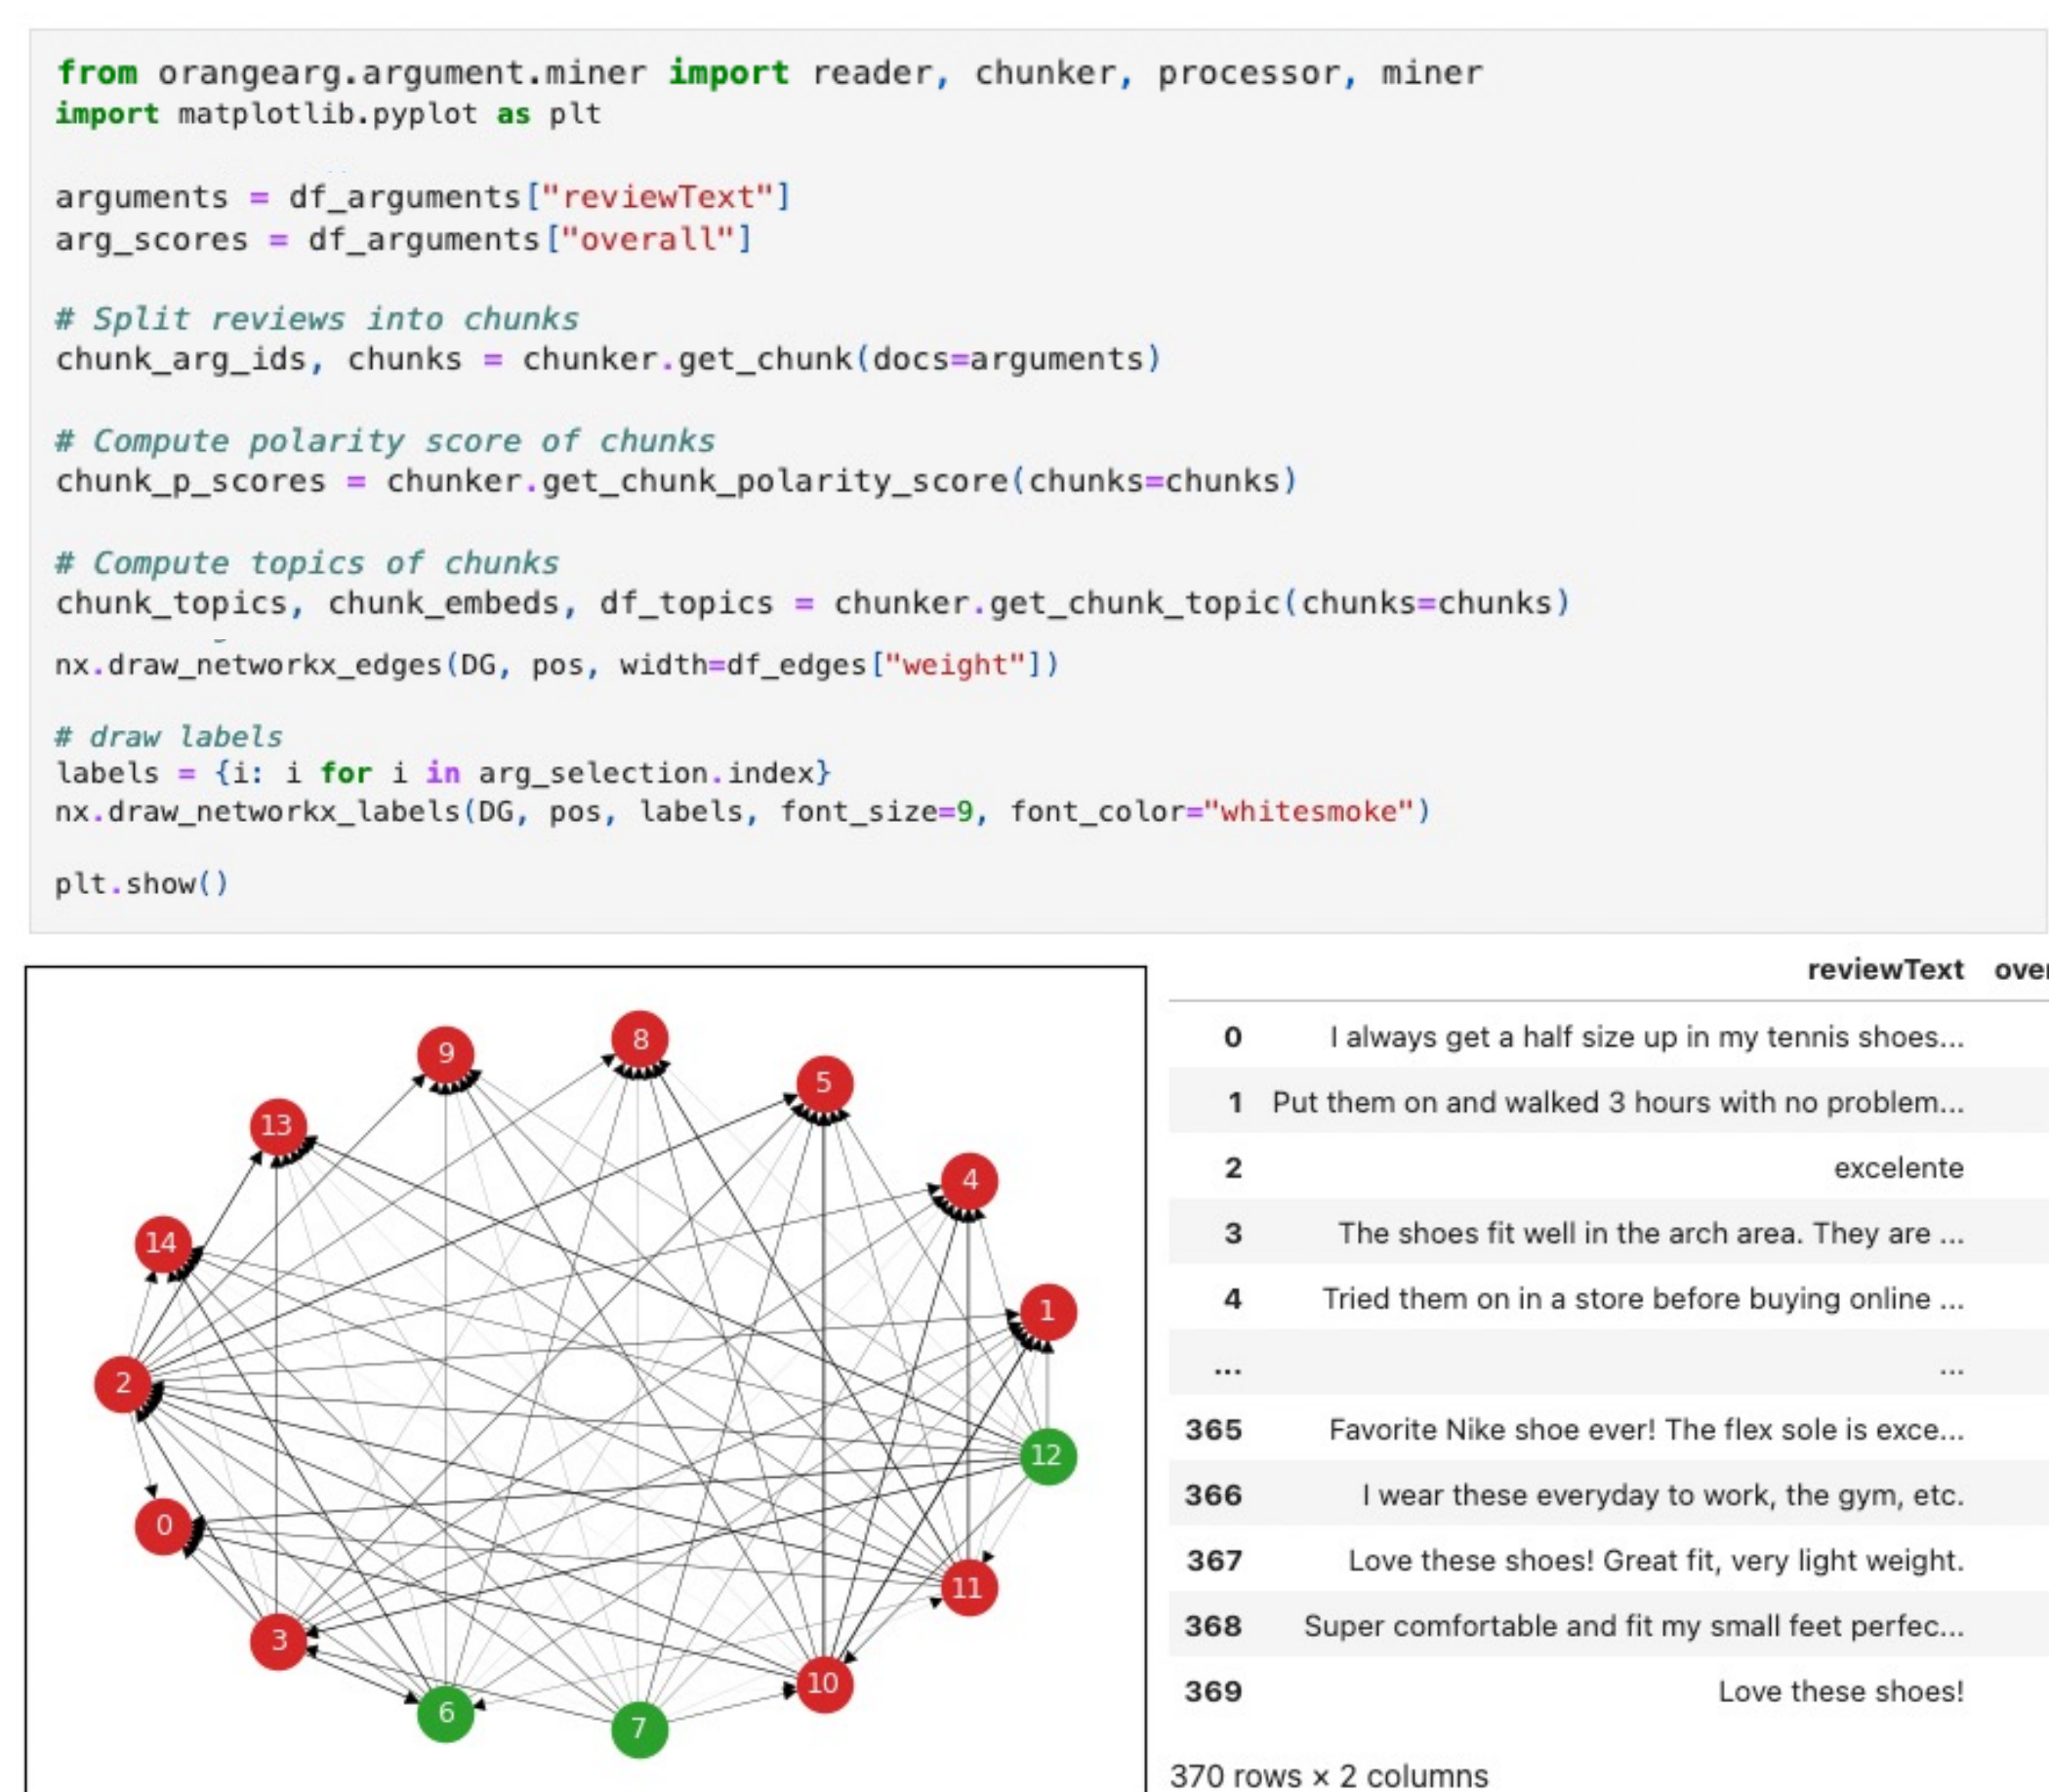 from orangearg.argument.miner import reader, chunker, processor, miner
import matplotlib.pyplot as plt
arguments = df_arguments["reviewText"]
arg_scores = df_arguments["overall"]
# Split reviews into chunks
chunk_arg_ids, chunks = chunker.get_chunk(docs=arguments)
# Compute polarity score of chunks
chunk_p_scores = chunker.get_chunk_polarity_score(chunks=chunks)
# Compute topics of chunks
chunk_topics, chunk_embeds, df_topics = chunker.get_chunk_topic(chunks=chunks)
nx.draw_networkx_edges(DG, pos, width=df_edges["weight"])
# draw labels
labels = {i: i for i in arg_selection.index}
nx.draw_networkx_labels(DG, pos, labels, font_size=9, font_color="whitesmoke")
plt.show()
8
9
5
13
4
14
1
2
12
0
11
3
10
6
7
reviewText over
0 I always get a half size up in my tennis shoes...
1 Put them on and walked 3 hours with no problem...
2 excelente
3 The shoes fit well in the arch area. They are ...
4 Tried them on in a store before buying online ...
... ...
365 Favorite Nike shoe ever! The flex sole is exce...
366 I wear these everyday to work, the gym, etc.
367 Love these shoes! Great fit, very light weight.
368 Super comfortable and fit my small feet perfec...
369 Love these shoes!
370 rows × 2 columns